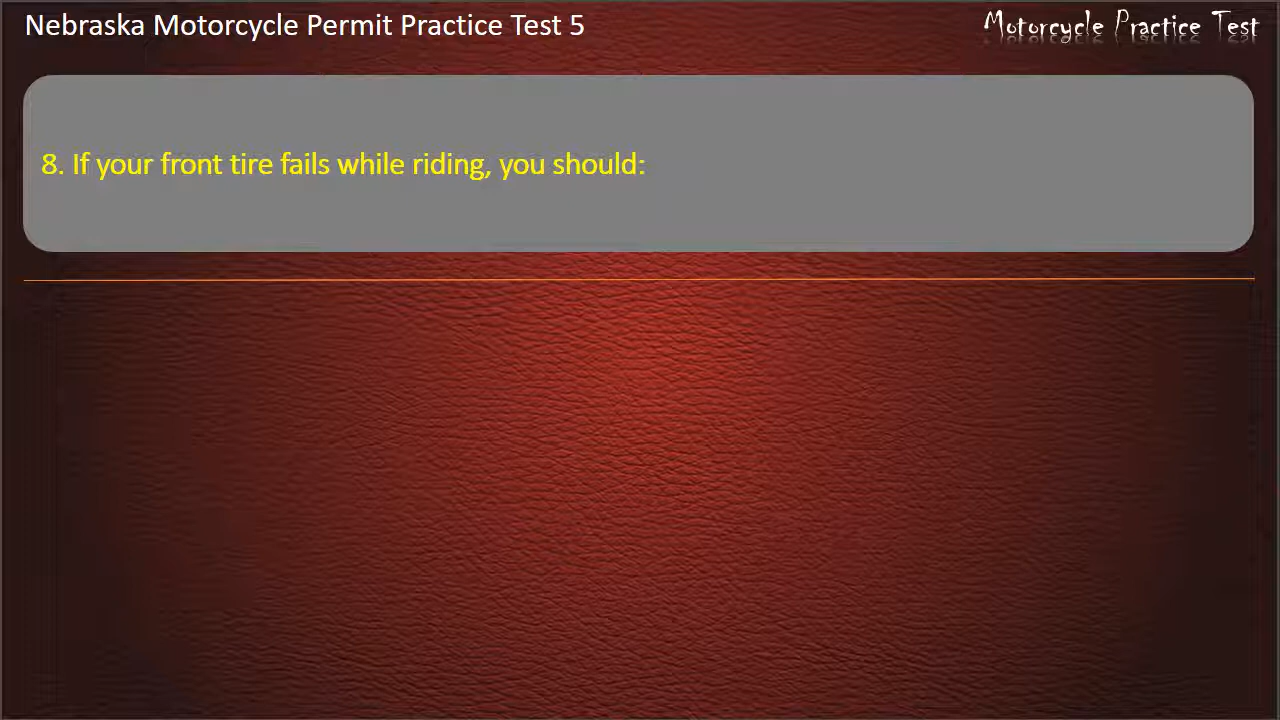 Nebraska Motorcycle Permit Practice Test 5
Motorcycle Practice Test
8. If your front tire fails while riding, you should: